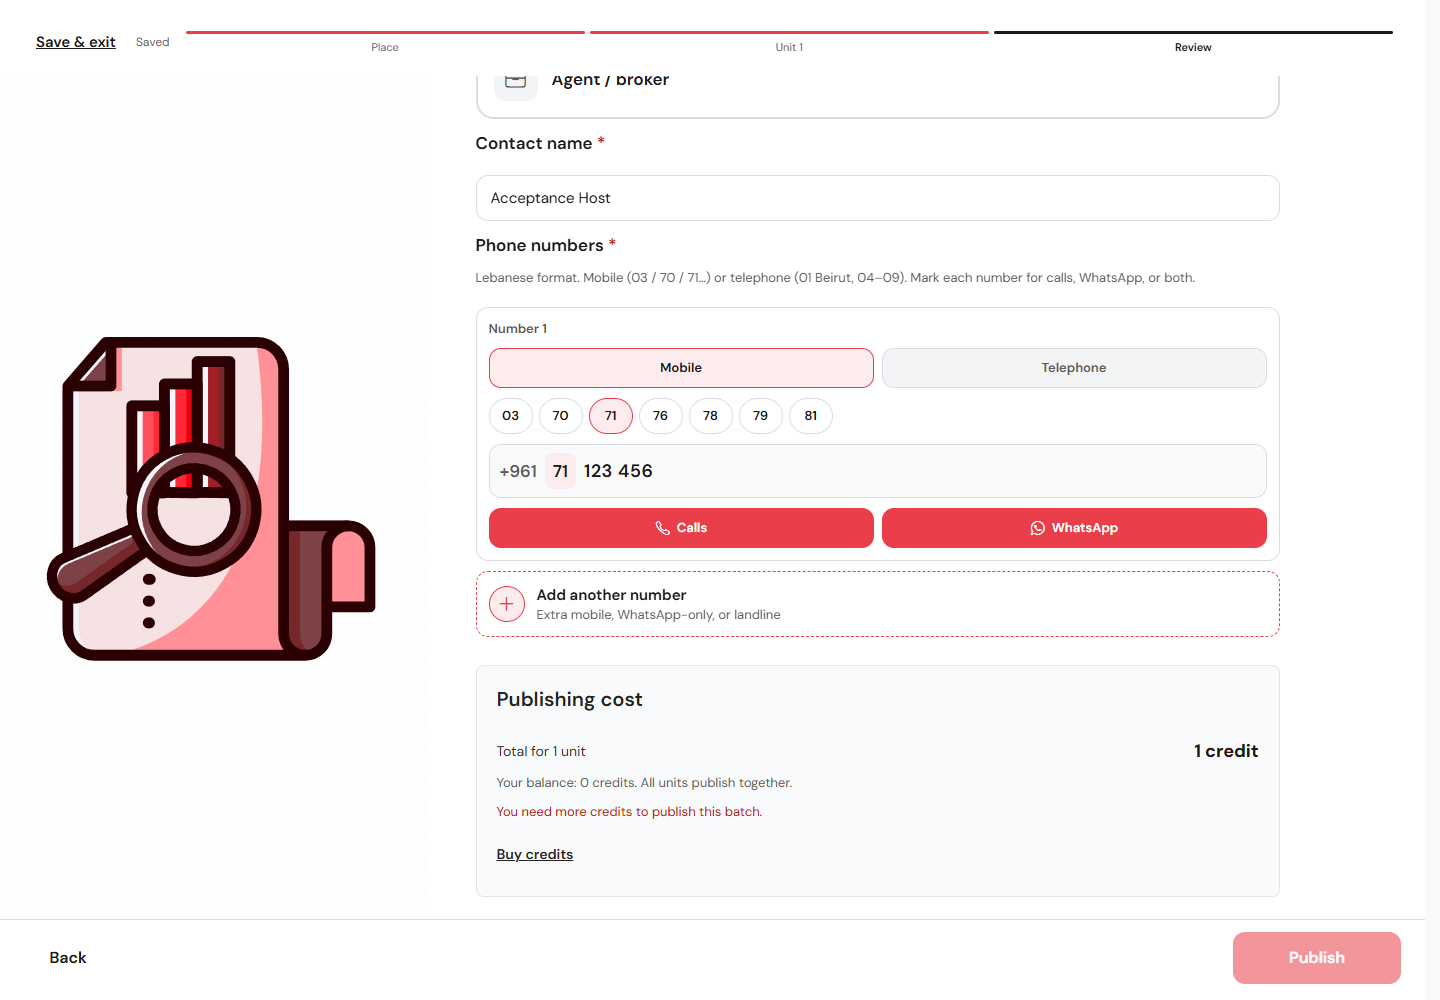 Save & exit
Saved
Place
Unit 1
Review
Agent / broker
Contact name *
Acceptance Host
Phone numbers *
Lebanese format. Mobile (03 / 70 / 71...) or telephone (01 Beirut, 04–09). Mark each number for calls, WhatsApp, or both.
Number 1
Mobile
Telephone
03
70
71
76
78
79
81
+961 71 123 456
Calls
WhatsApp
Add another number
Extra mobile, WhatsApp-only, or landline
Publishing cost
Total for 1 unit
1 credit
Your balance: 0 credits. All units publish together.
You need more credits to publish this batch.
Buy credits
Back
Publish